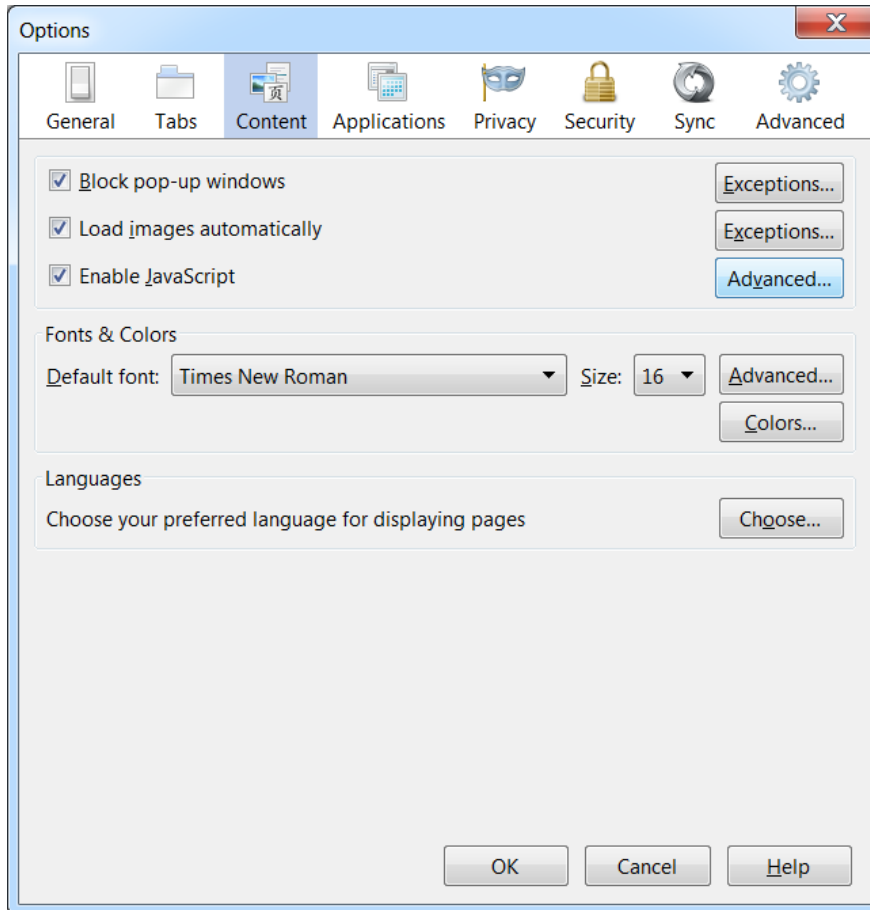 Options
General Tabs Content Applications Privacy Security Sync Advanced
页
Block pop-up windows Exceptions...
Load images automatically Exceptions...
Enable JavaScript Advanced...
Fonts & Colors
Default font: Times New Roman Size: 16 Advanced...
Colors...
Languages
Choose your preferred language for displaying pages Choose...
OK Cancel Help